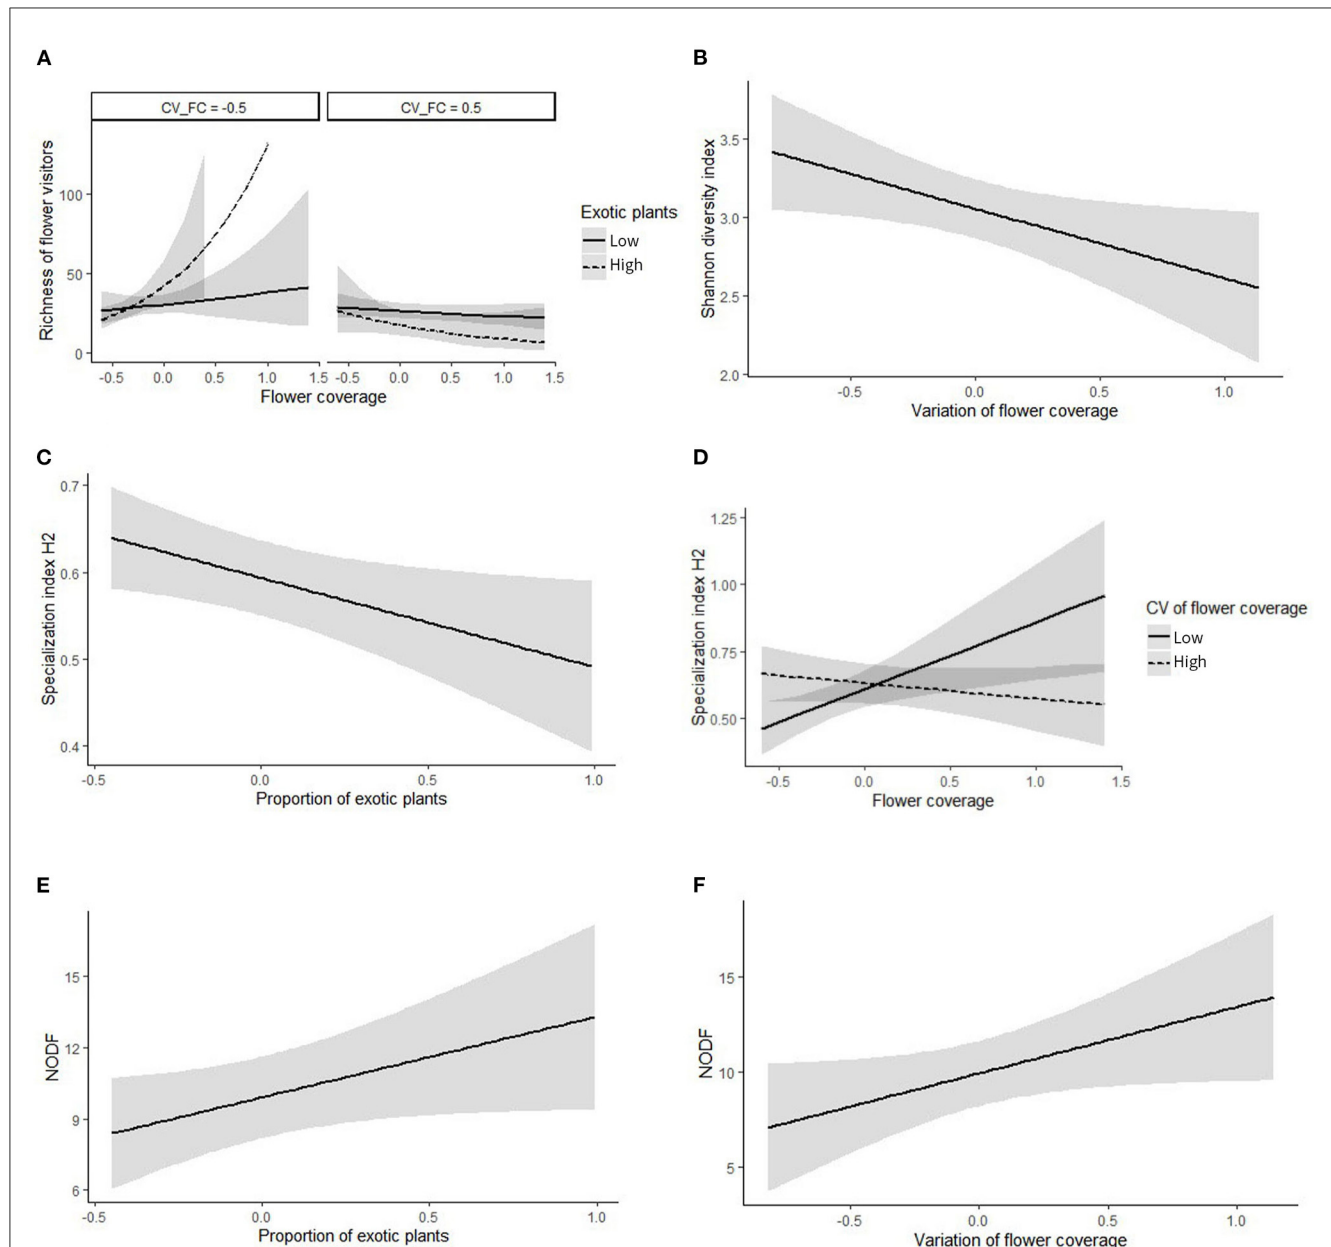 A
CV_FC = -0.5
CV_FC = 0.5
Richness of flower visitors
100
50
0
-0.5 0.0 0.5 1.0 1.5
-0.5 0.0 0.5 1.0 1.5
Flower coverage
Exotic plants
Low
High
B
Shannon diversity index
3.5
3.0
2.5
2.0
-0.5 0.0 0.5 1.0
Variation of flower coverage
C
Specialization index H2
0.7
0.6
0.5
0.4
-0.5 0.0 0.5 1.0
Proportion of exotic plants
D
Specialization index H2
1.25
1.00
0.75
0.50
-0.5 0.0 0.5 1.0 1.5
Flower coverage
CV of flower coverage
Low
High
E
NODF
15
12
9
6
-0.5 0.0 0.5 1.0
Proportion of exotic plants
F
NODF
15
10
5
-0.5 0.0 0.5 1.0
Variation of flower coverage